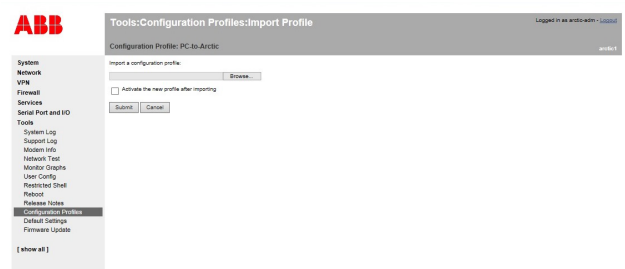 ABB
Tools:Configuration Profiles:Import Profile
Logged in as arctic-adm - Logout
Configuration Profile: PC-to-Arctic
arctic1
System
Network
VPN
Firewall
Services
Serial Port and I/O
Tools
System Log
Support Log
Modem Info
Network Test
Monitor Graphs
User Config
Restricted Shell
Reboot
Release Notes
Configuration Profiles
Default Settings
Firmware Update
[ show all ]
Import a configuration profile:
Browse...
Activate the new profile after importing
Submit Cancel